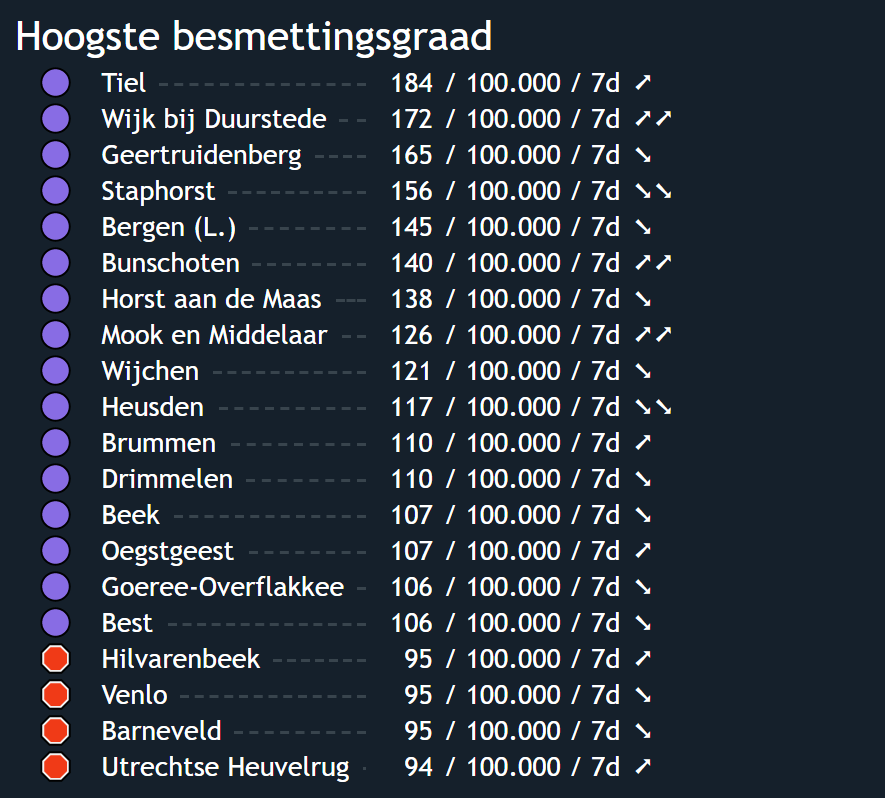 Hoogste besmettingsgraad
Tiel 184 / 100.000 / 7d ➚
Wijk bij Duurstede 172 / 100.000 / 7d ➚➚
Geertruidenberg 165 / 100.000 / 7d ➘
Staphorst 156 / 100.000 / 7d ➘➘
Bergen (L.) 145 / 100.000 / 7d ➘
Bunschoten 140 / 100.000 / 7d ➚➚
Horst aan de Maas 138 / 100.000 / 7d ➘
Mook en Middelaar 126 / 100.000 / 7d ➚➚
Wijchen 121 / 100.000 / 7d ➘
Heusden 117 / 100.000 / 7d ➘➘
Brummen 110 / 100.000 / 7d ➚
Drimmelen 110 / 100.000 / 7d ➘
Beek 107 / 100.000 / 7d ➘
Oegstgeest 107 / 100.000 / 7d ➚
Goeree-Overflakkee 106 / 100.000 / 7d ➘
Best 106 / 100.000 / 7d ➘
Hilvarenbeek 95 / 100.000 / 7d ➚
Venlo 95 / 100.000 / 7d ➘
Barneveld 95 / 100.000 / 7d ➘
Utrechtse Heuvelrug 94 / 100.000 / 7d ➚